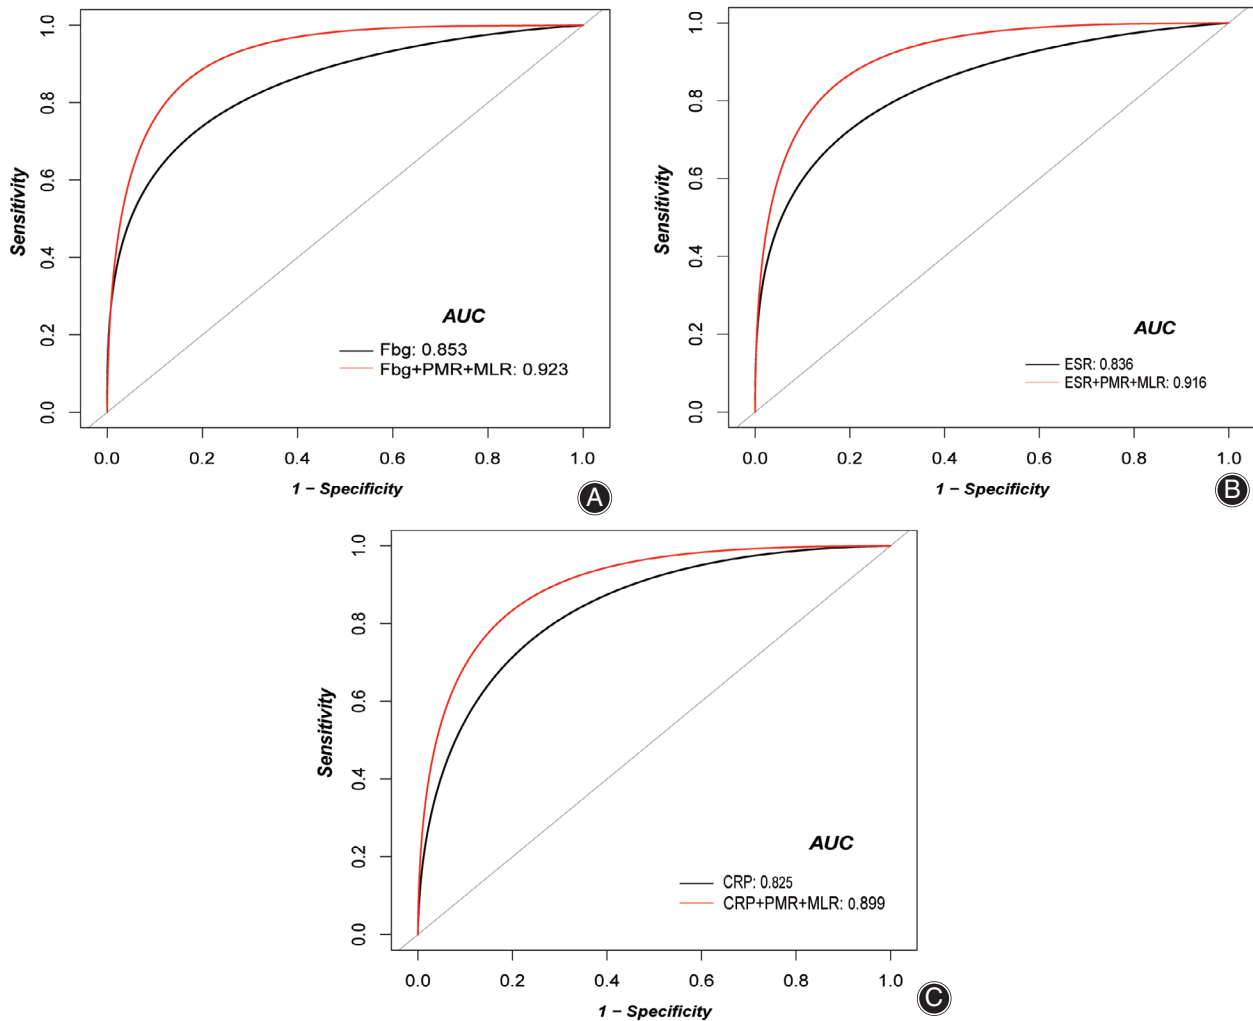 1.0
0.8
0.6
0.4
0.2
0.0
Sensitivity
AUC
Fbg: 0.853
Fbg+PMR+MLR: 0.923
0.0 0.2 0.4 0.6 0.8 1.0
1 − Specificity
A
1.0
0.8
0.6
0.4
0.2
0.0
Sensitivity
AUC
ESR: 0.836
ESR+PMR+MLR: 0.916
0.0 0.2 0.4 0.6 0.8 1.0
1 − Specificity
B
1.0
0.8
0.6
0.4
0.2
0.0
Sensitivity
AUC
CRP: 0.825
CRP+PMR+MLR: 0.899
0.0 0.2 0.4 0.6 0.8 1.0
1 − Specificity
C